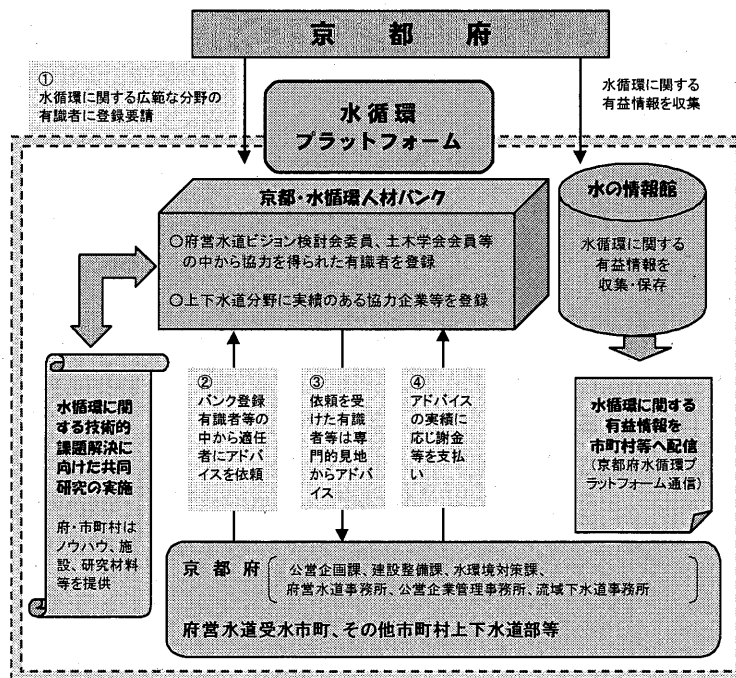 京都府
①
水循環に関する広範な分野の
有識者に登録要請
水循環
プラットフォーム
水循環に関する
有益情報を収集
京都・水循環人材バンク
○府営水道ビジョン検討会委員、土木学会会員等
の中から協力を得られた有識者を登録
○上下水道分野に実績のある協力企業等を登録
水の情報館
水循環に関する
有益情報を
収集・保存
水循環に関
する技術的
課題解決に
向けた共同
研究の実施
府・市町村は
ノウハウ、施
設、研究材料
等を提供
②
バンク登録
有識者等の
中から適任
者にアドバ
イスを依頼
③
依頼を受
けた有識
者等は専
門的見地
からアドバ
イス
④
アドバイス
の実績に
応じ謝金
等を支払
い
水循環に関する
有益情報を
市町村等へ配信
(京都府水循環プ
ラットフォーム通信)
京都府
公営企画課、建設整備課、水環境対策課、
府営水道事務所、公営企業管理事務所、流域下水道事務所
府営水道受水市町、その他市町村上下水道部等